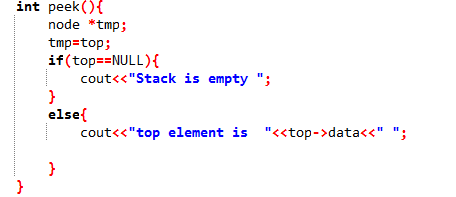 int peek(){
node *tmp;
tmp=top;
if(top==NULL){
cout<<"Stack is empty ";
}
else{
cout<<"top element is  "<<top->data<<" ";
}
}